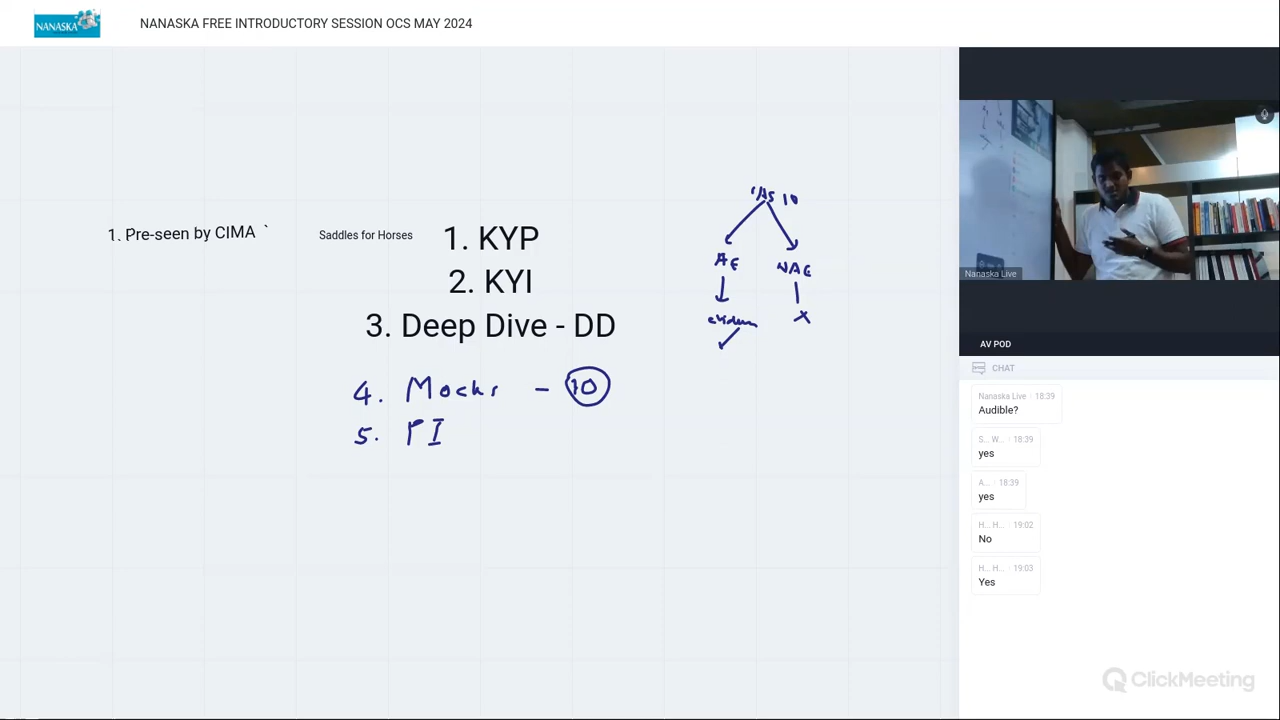 NANASKA
NANASKA FREE INTRODUCTORY SESSION OCS MAY 2024
1. Pre-seen by CIMA `
Saddles for Horses
1. KYP
2. KYI
3. Deep Dive - DD
4. Mocks - 10
5. PI
IAS 10
AE
NAE
Nanaska Live
AV POD
CHAT
Nanaska Live 18:39
Audible?
S... W... 18:39
yes
A... 18:39
yes
H... H... 19:02
No
H... H... 19:03
Yes
ClickMeeting